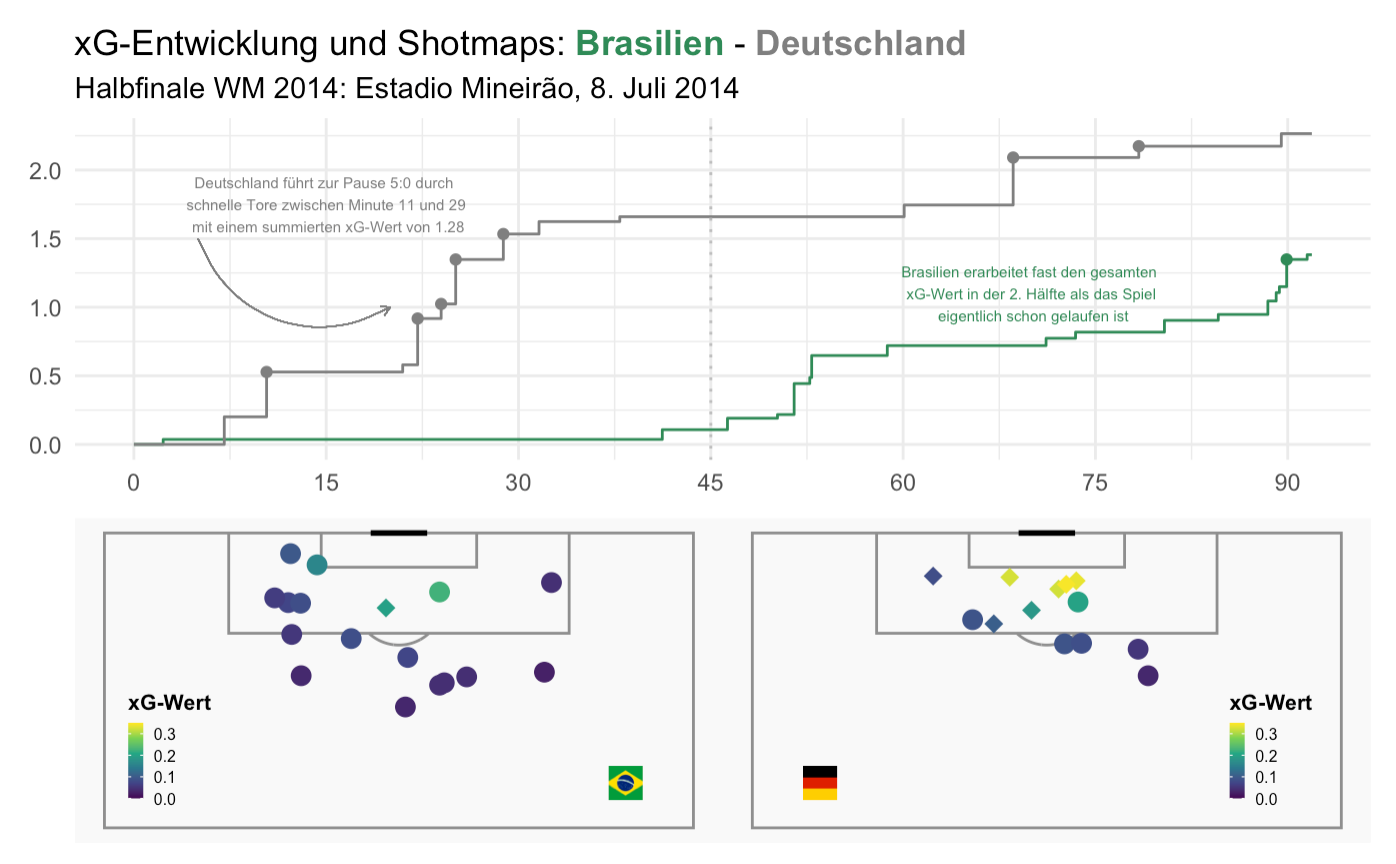 xG-Entwicklung und Shotmaps: Brasilien - Deutschland
Halbfinale WM 2014: Estadio Mineirão, 8. Juli 2014
2.0
1.5
1.0
0.5
0.0
Deutschland führt zur Pause 5:0 durch
schnelle Tore zwischen Minute 11 und 29
mit einem summierten xG-Wert von 1.28
Brasilien erarbeitet fast den gesamten
xG-Wert in der 2. Hälfte als das Spiel
eigentlich schon gelaufen ist
0 15 30 45 60 75 90
xG-Wert
0.3
0.2
0.1
0.0
xG-Wert
0.3
0.2
0.1
0.0